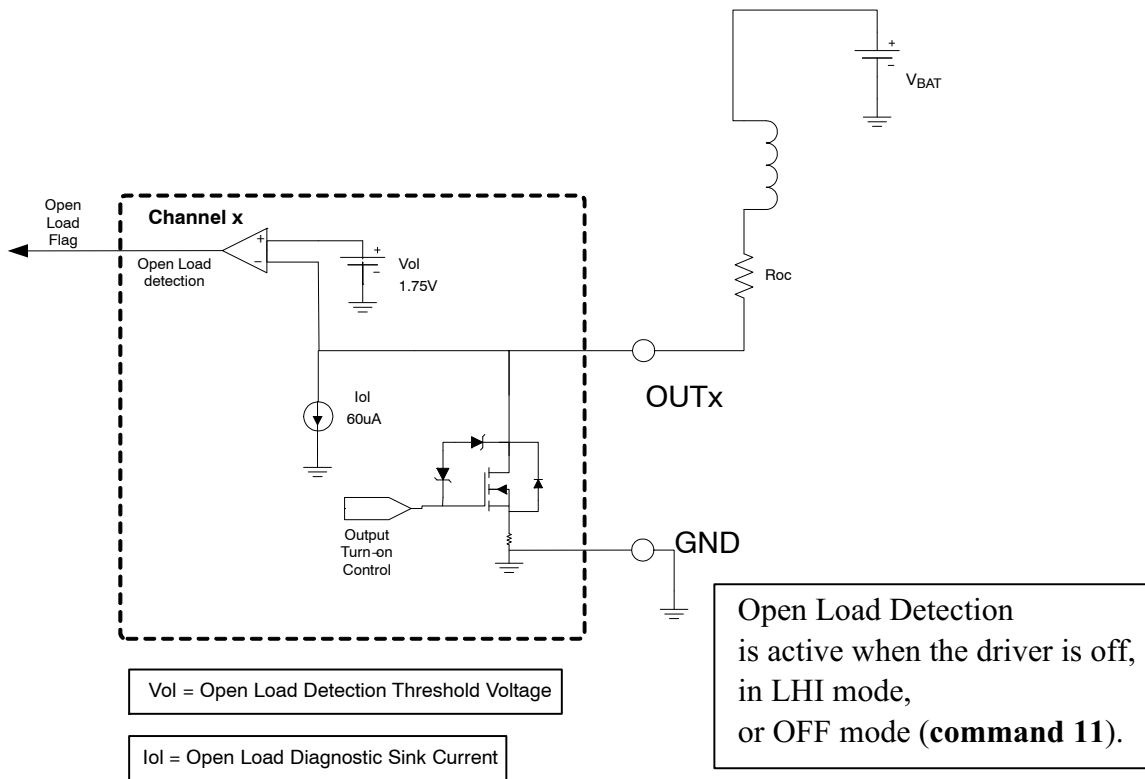 +
−
V_BAT
Open
Load
Flag
Channel x
+
−
Open Load
detection
+
−
Vol
1.75V
Roc
Iol
60uA
OUTx
Output
Turn-on
Control
GND
Open Load Detection
is active when the driver is off,
in LHI mode,
or OFF mode (command 11).
Vol = Open Load Detection Threshold Voltage
Iol = Open Load Diagnostic Sink Current